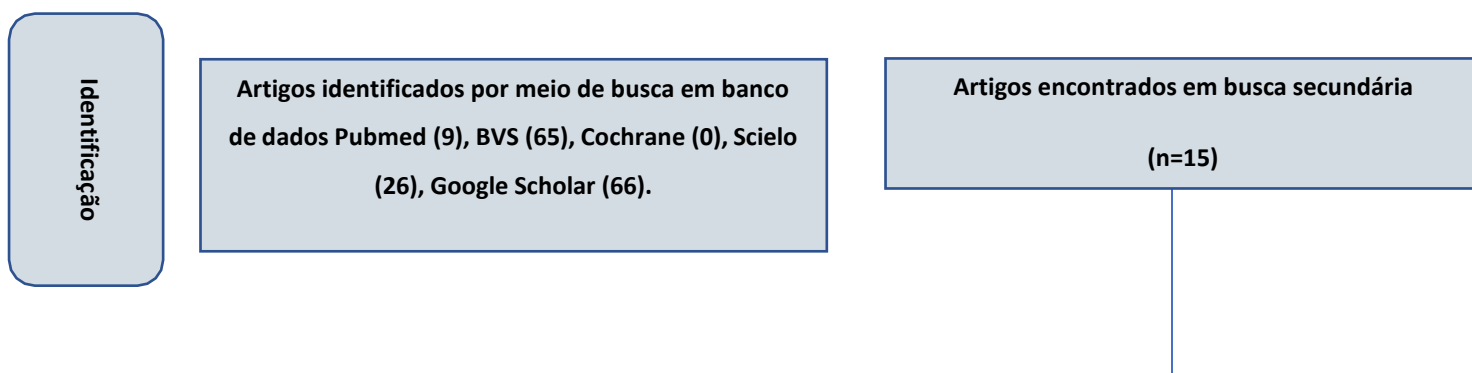 Identificação
Artigos identificados por meio de busca em banco
de dados Pubmed (9), BVS (65), Cochrane (0), Scielo
(26), Google Scholar (66).
Artigos encontrados em busca secundária
(n=15)